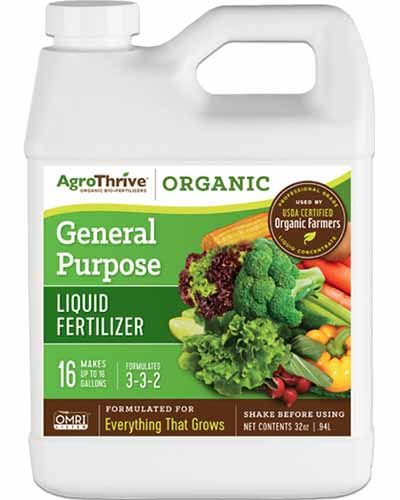 AgroThrive™
ORGANIC BIO-FERTILIZERS
ORGANIC
PROFESSIONAL GRADE
USED BY
USDA CERTIFIED
Organic Farmers
LIQUID CONCENTRATE
General
Purpose
LIQUID
FERTILIZER
16 MAKES
UP TO 16
GALLONS
FORMULATED
3-3-2
OMRI
LISTED
FORMULATED FOR
Everything That Grows
SHAKE BEFORE USING
NET CONTENTS 32oz | .94L